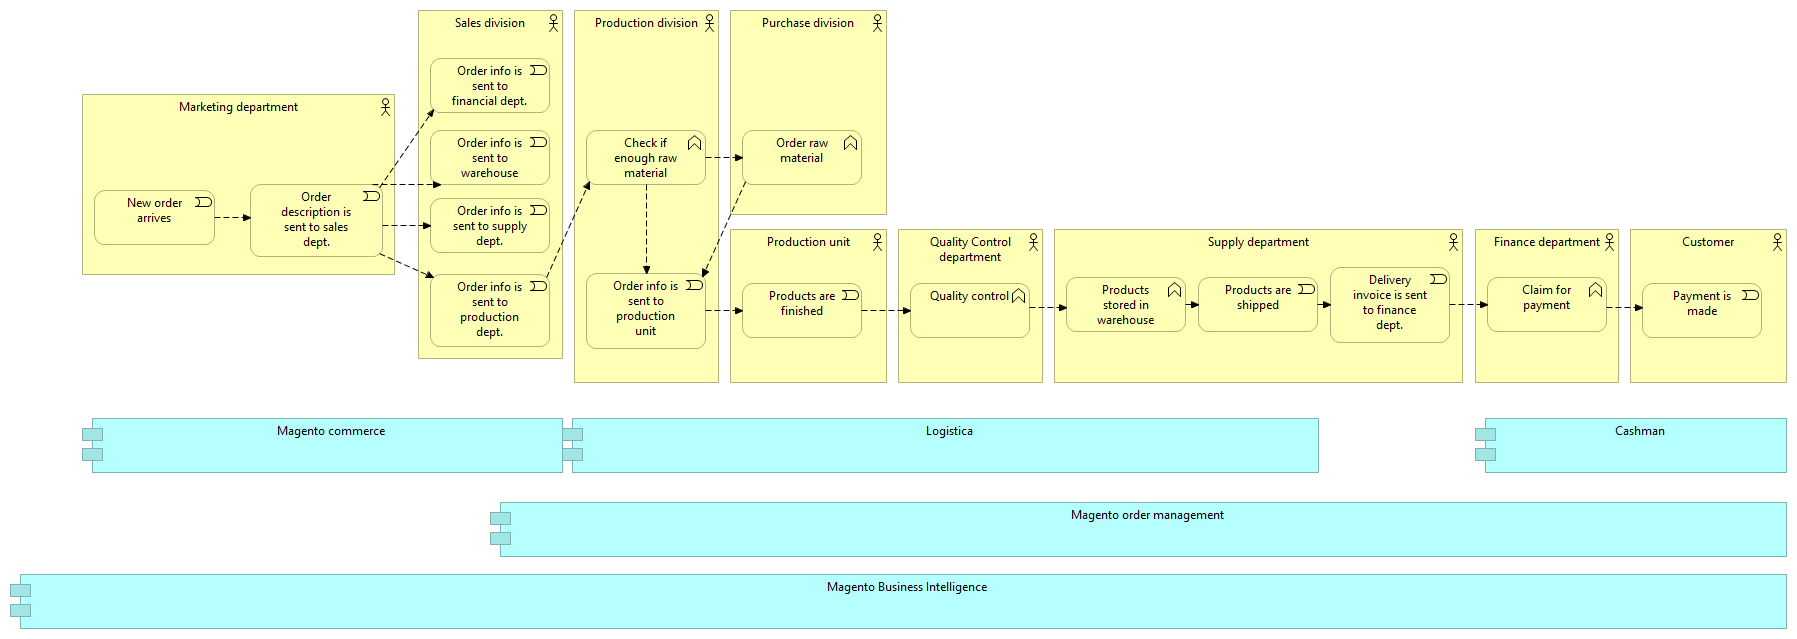 Sales division
Production division
Purchase division
Order info is
sent to
financial dept.
Marketing department
Order info is
sent to
warehouse
Check if
enough raw
material
Order raw
material
New order
arrives
Order
description is
sent to sales
dept.
Order info is
sent to supply
dept.
Order info is
sent to
production
dept.
Order info is
sent to
production
unit
Production unit
Products are
finished
Quality Control
department
Quality control
Supply department
Products
stored in
warehouse
Products are
shipped
Delivery
invoice is sent
to finance
dept.
Finance department
Claim for
payment
Customer
Payment is
made
Magento commerce
Logistica
Cashman
Magento order management
Magento Business Intelligence